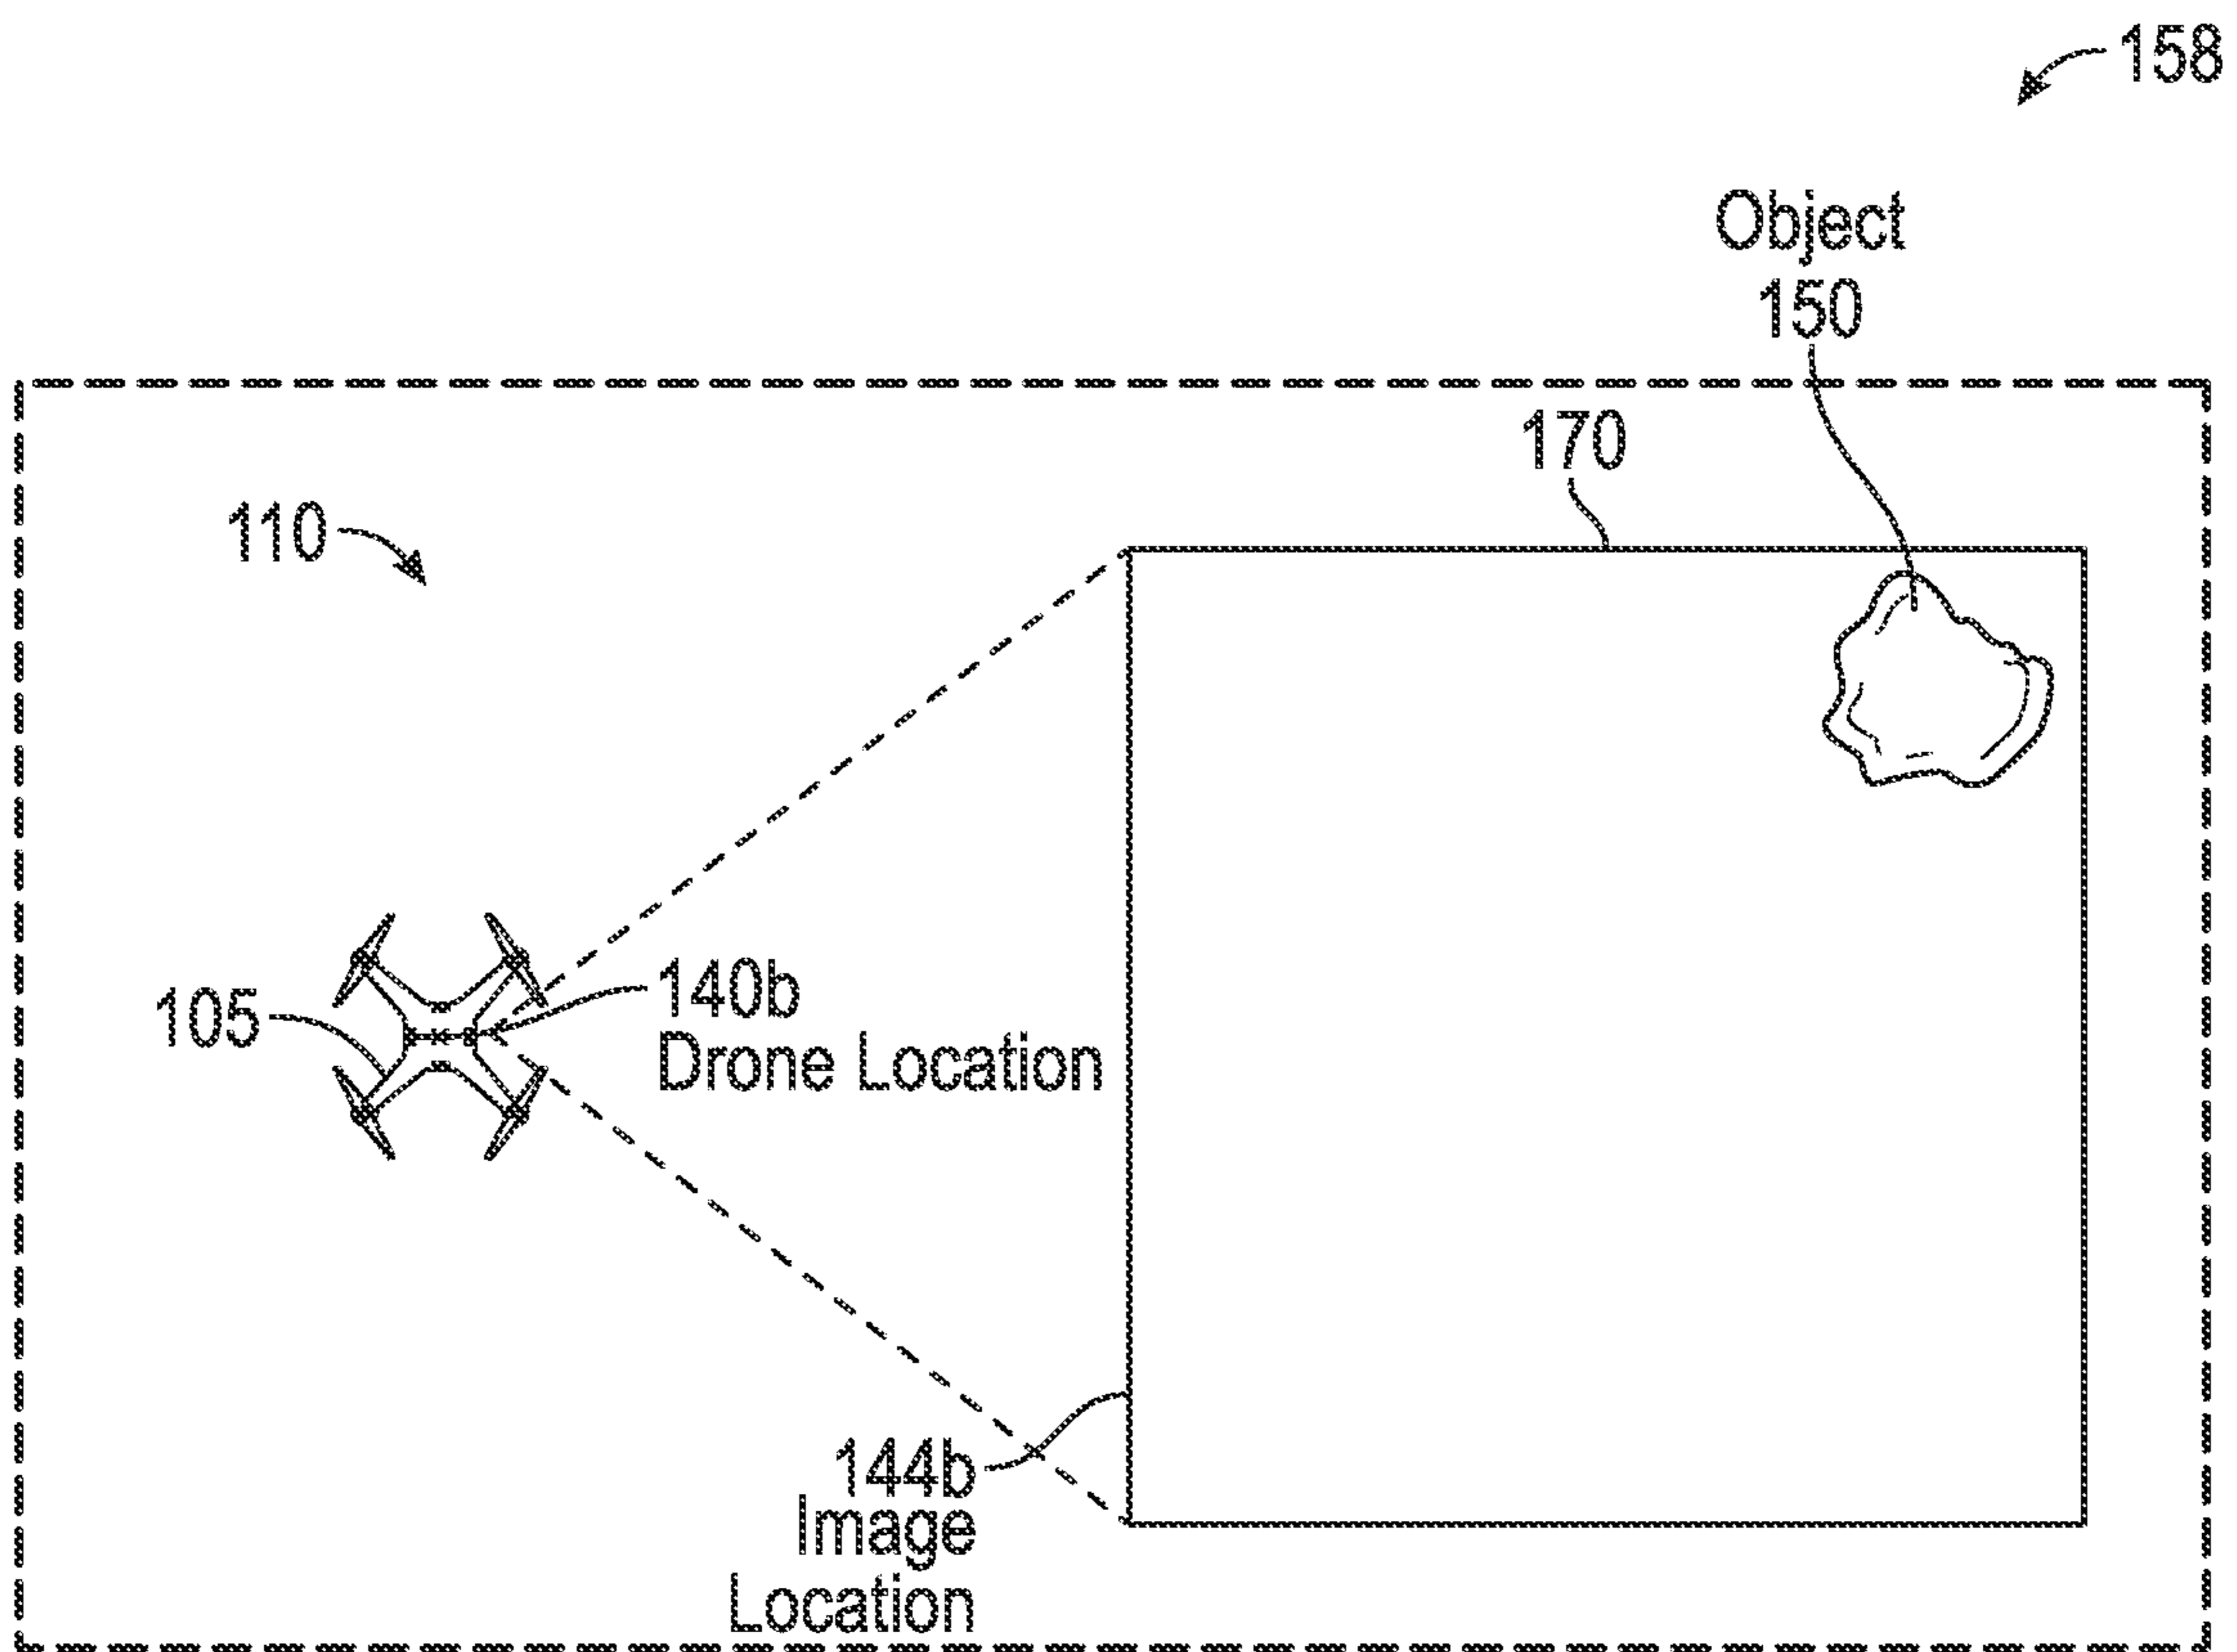 158
Object
150
170
110
140b
Drone Location
105
144b
Image
Location